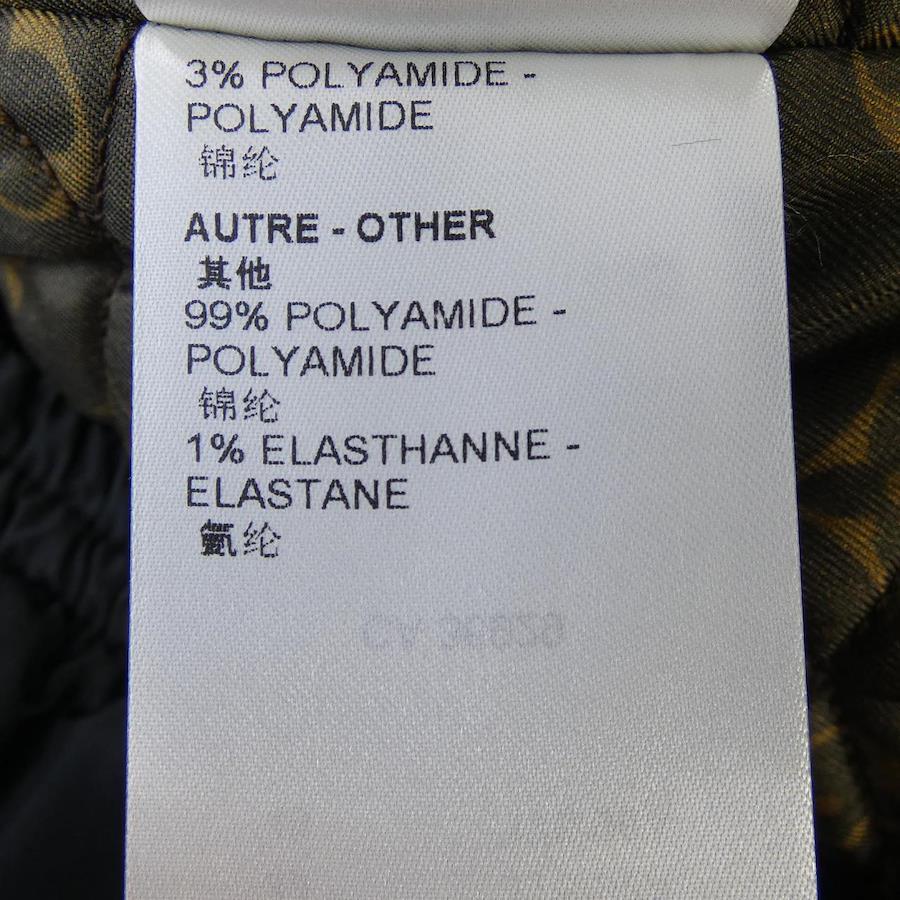 3% POLYAMIDE -
POLYAMIDE
锦纶
AUTRE - OTHER
其他
99% POLYAMIDE -
POLYAMIDE
锦纶
1% ELASTHANNE -
ELASTANE
氨纶